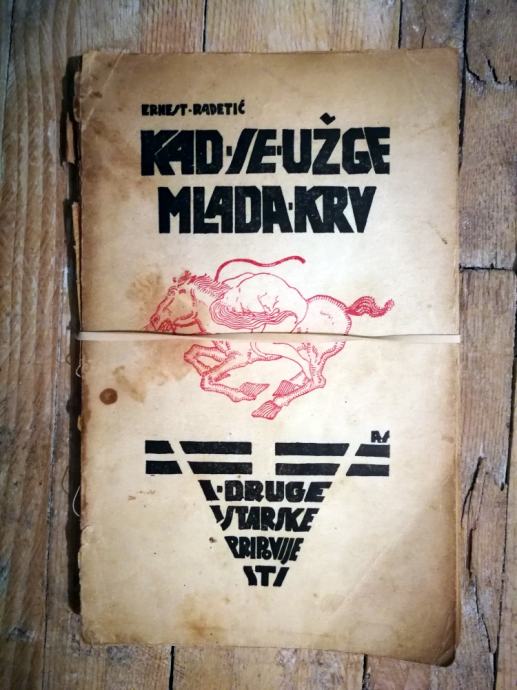 ERNEST·RADETIĆ
KAD·SE·UŽGE
MLADA·KRV
I·DRUGE
ISTARSKE
PRIPOVIJE
STI